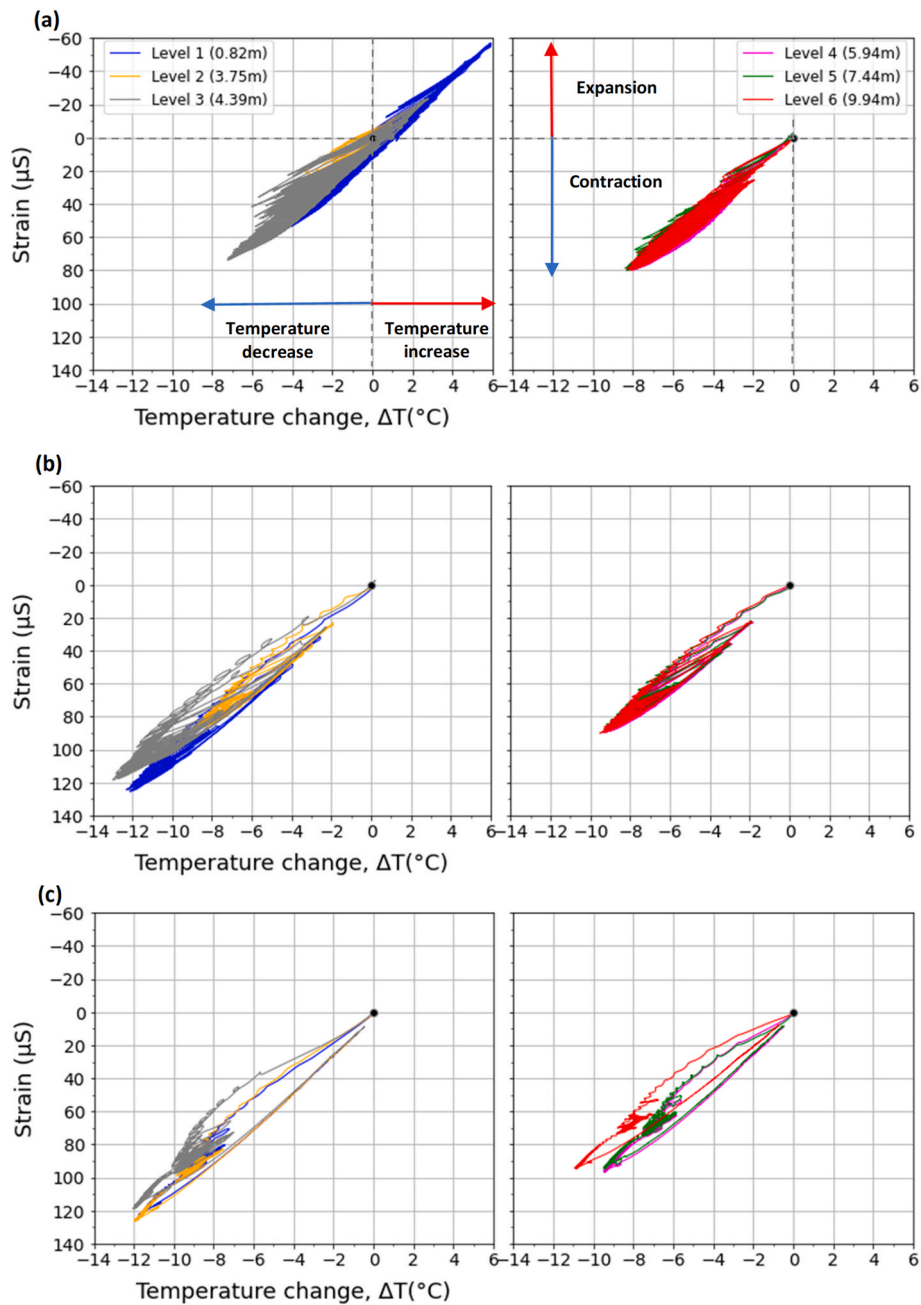 (a)
−60
−40
−20
0
20
40
60
80
100
120
140
Strain (μS)
Level 1 (0.82m)
Level 2 (3.75m)
Level 3 (4.39m)
Temperature decrease
Temperature increase
−14 −12 −10 −8 −6 −4 −2 0 2 4 6
Temperature change, ΔT(°C)
Level 4 (5.94m)
Level 5 (7.44m)
Level 6 (9.94m)
Expansion
Contraction
−14 −12 −10 −8 −6 −4 −2 0 2 4 6
(b)
−60
−40
−20
0
20
40
60
80
100
120
140
Strain (μS)
−14 −12 −10 −8 −6 −4 −2 0 2 4 6
Temperature change, ΔT(°C)
−14 −12 −10 −8 −6 −4 −2 0 2 4 6
(c)
−60
−40
−20
0
20
40
60
80
100
120
140
Strain (μS)
−14 −12 −10 −8 −6 −4 −2 0 2 4 6
Temperature change, ΔT(°C)
−14 −12 −10 −8 −6 −4 −2 0 2 4 6